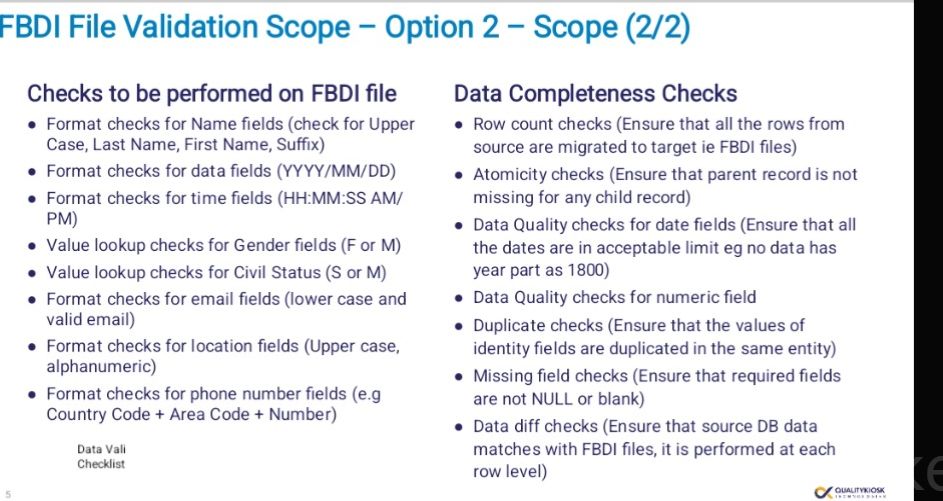 FBDI File Validation Scope – Option 2 – Scope (2/2)
Checks to be performed on FBDI file
● Format checks for Name fields (check for Upper
Case, Last Name, First Name, Suffix)
● Format checks for data fields (YYYY/MM/DD)
● Format checks for time fields (HH:MM:SS AM/
PM)
● Value lookup checks for Gender fields (F or M)
● Value lookup checks for Civil Status (S or M)
● Format checks for email fields (lower case and
valid email)
● Format checks for location fields (Upper case,
alphanumeric)
● Format checks for phone number fields (e.g
Country Code + Area Code + Number)
Data Vali
Checklist
Data Completeness Checks
● Row count checks (Ensure that all the rows from
source are migrated to target ie FBDI files)
● Atomicity checks (Ensure that parent record is not
missing for any child record)
● Data Quality checks for date fields (Ensure that all
the dates are in acceptable limit eg no data has
year part as 1800)
● Data Quality checks for numeric field
● Duplicate checks (Ensure that the values of
identity fields are duplicated in the same entity)
● Missing field checks (Ensure that required fields
are not NULL or blank)
● Data diff checks (Ensure that source DB data
matches with FBDI files, it is performed at each
row level)
5
QUALITYKIOSK